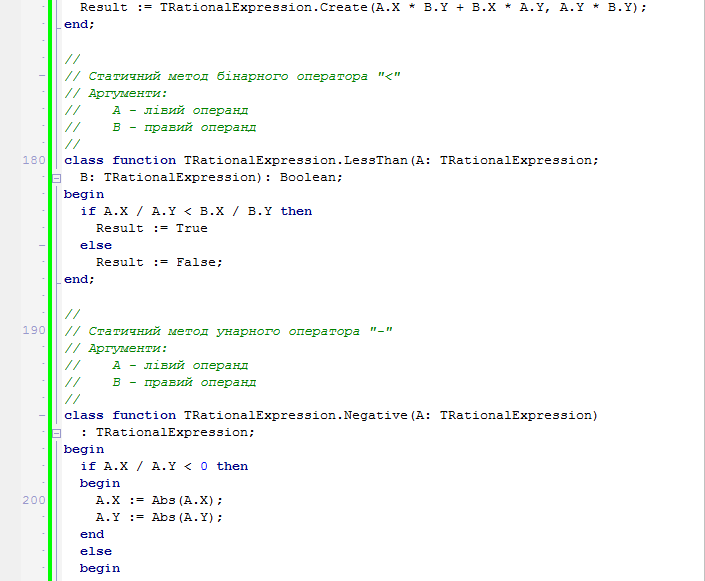 Result := TRationalExpression.Create(A.X * B.Y + B.X * A.Y, A.Y * B.Y);
end;
//
// Статичний метод бінарного оператора "<"
// Аргументи:
//    A - лівий операнд
//    B - правий операнд
//
180 class function TRationalExpression.LessThan(A: TRationalExpression;
  B: TRationalExpression): Boolean;
begin
  if A.X / A.Y < B.X / B.Y then
    Result := True
  else
    Result := False;
end;
//
190 // Статичний метод унарного оператора "-"
// Аргументи:
//    A - лівий операнд
//    B - правий операнд
//
class function TRationalExpression.Negative(A: TRationalExpression)
  : TRationalExpression;
begin
  if A.X / A.Y < 0 then
  begin
200     A.X := Abs(A.X);
    A.Y := Abs(A.Y);
  end
  else
  begin